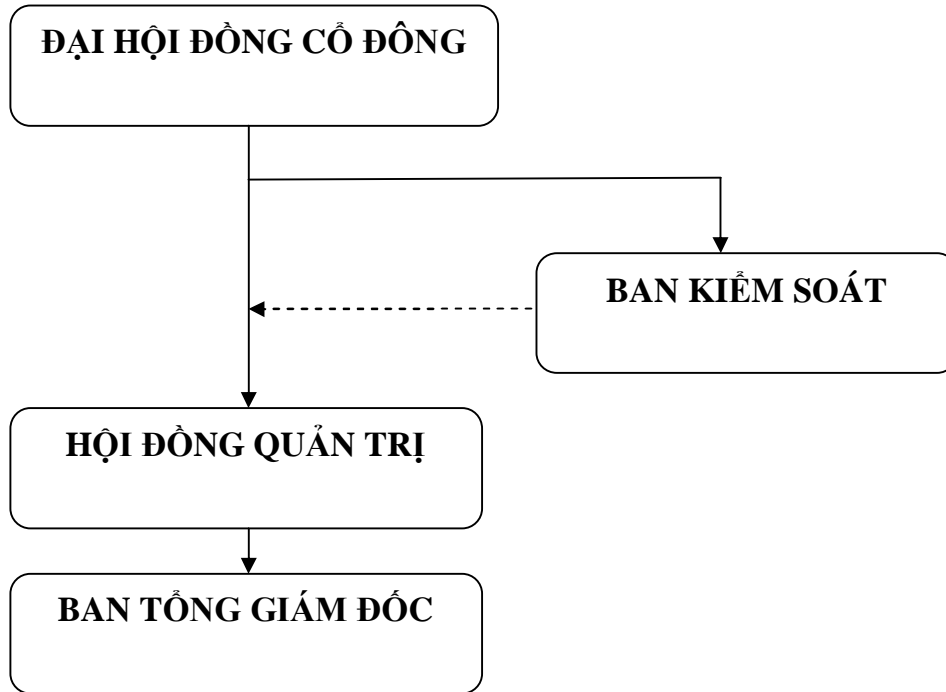 ĐẠI HỘI ĐỒNG CỔ ĐÔNG
BAN KIỂM SOÁT
HỘI ĐỒNG QUẢN TRỊ
BAN TỔNG GIÁM ĐỐC